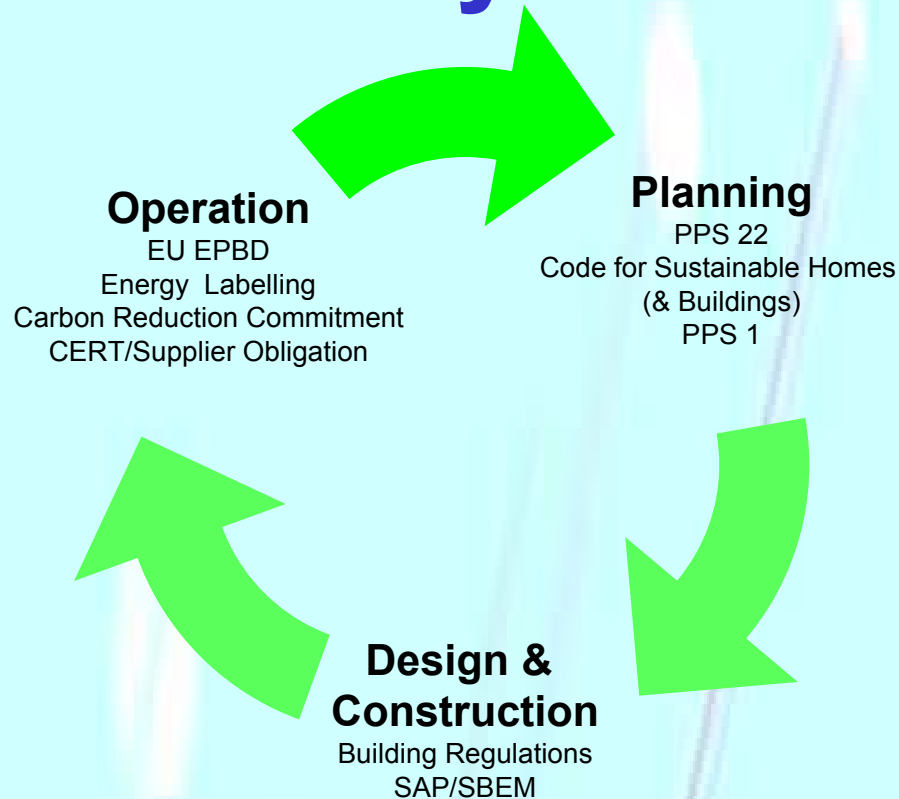 Operation
EU EPBD
Energy Labelling
Carbon Reduction Commitment
CERT/Supplier Obligation
Planning
PPS 22
Code for Sustainable Homes
(& Buildings)
PPS 1
Design &
Construction
Building Regulations
SAP/SBEM